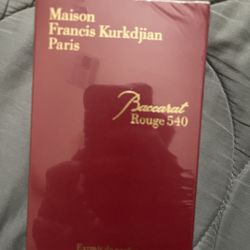 Maison
Francis Kurkdjian
Paris
Baccarat
Rouge 540